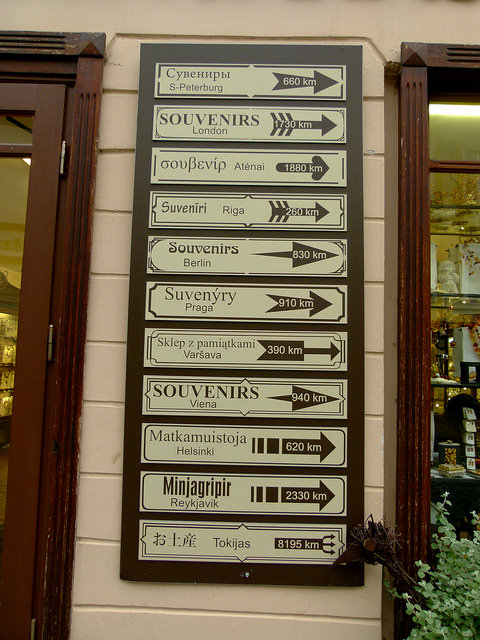 Сувениры
S-Peterburg
660 km
SOUVENIRS
London
1730 km
σουβενίρ Atėnai 1880 km
Suvenīri Riga 260 km
Souvenirs
Berlin
830 km
Suvenýry
Praga
910 km
Sklep z pamiątkami
Varšava
390 km
SOUVENIRS
Viena
940 km
Matkamuistoja
Helsinki
620 km
Minjagripir
Reykjavik
2330 km
お土産 Tokijas 8195 km